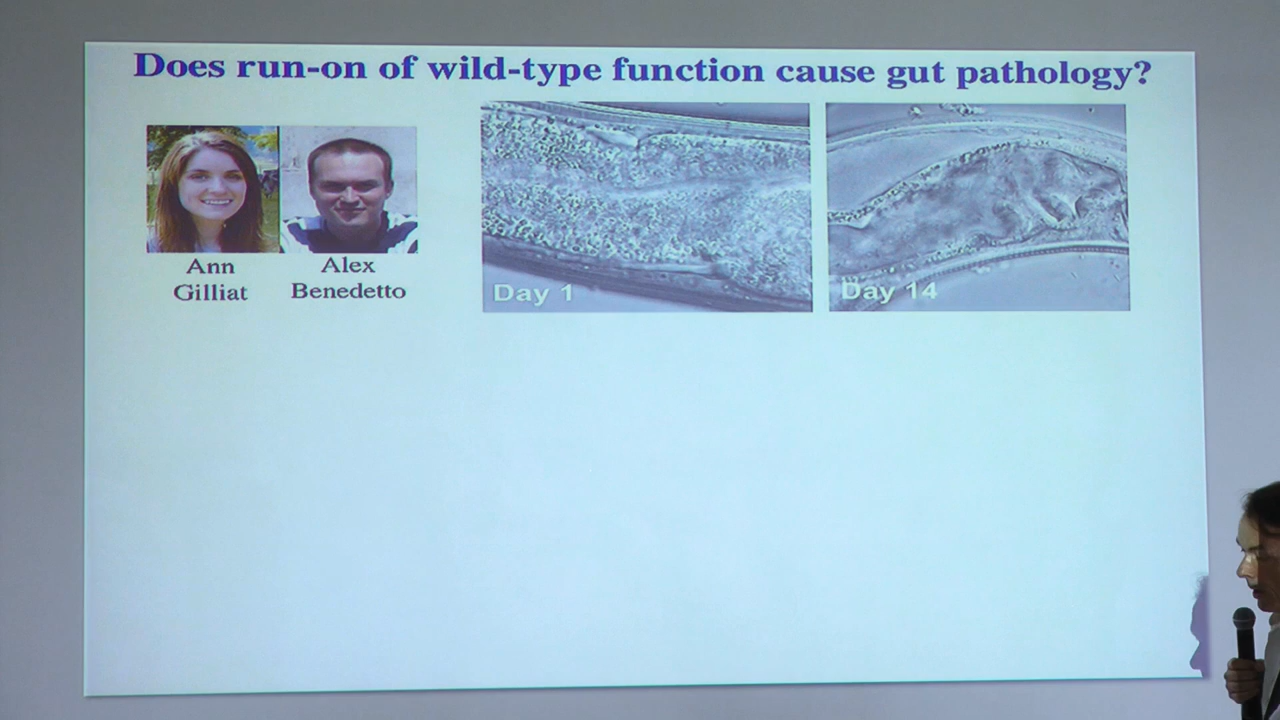 Does run-on of wild-type function cause gut pathology?
Ann
Gilliat
Alex
Benedetto
Day 1
Day 14